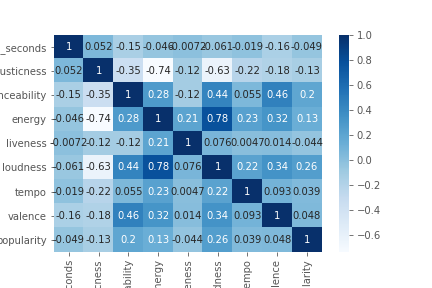 _seconds 1 0.052 -0.15 -0.046 -0.0072 0.061 -0.019 -0.16 -0.049
usticness 0.052 1 -0.35 -0.74 -0.12 -0.63 -0.22 -0.18 -0.13
nceability -0.15 -0.35 1 0.28 -0.12 0.44 0.055 0.46 0.2
energy -0.046 -0.74 0.28 1 0.21 0.78 0.23 0.32 0.13
liveness -0.0072 -0.12 -0.12 0.21 1 0.076 0.0047 0.014 -0.044
loudness -0.061 -0.63 0.44 0.78 0.076 1 0.22 0.34 0.26
tempo -0.019 -0.22 0.055 0.23 0.0047 0.22 1 0.093 0.039
valence -0.16 -0.18 0.46 0.32 0.014 0.34 0.093 1 0.048
popularity -0.049 -0.13 0.2 0.13 -0.044 0.26 0.039 0.048 1
conds
cness
ability
ergy
eness
dness
empo
lence
larity
1.0
0.8
0.6
0.4
0.2
0.0
−0.2
−0.4
−0.6